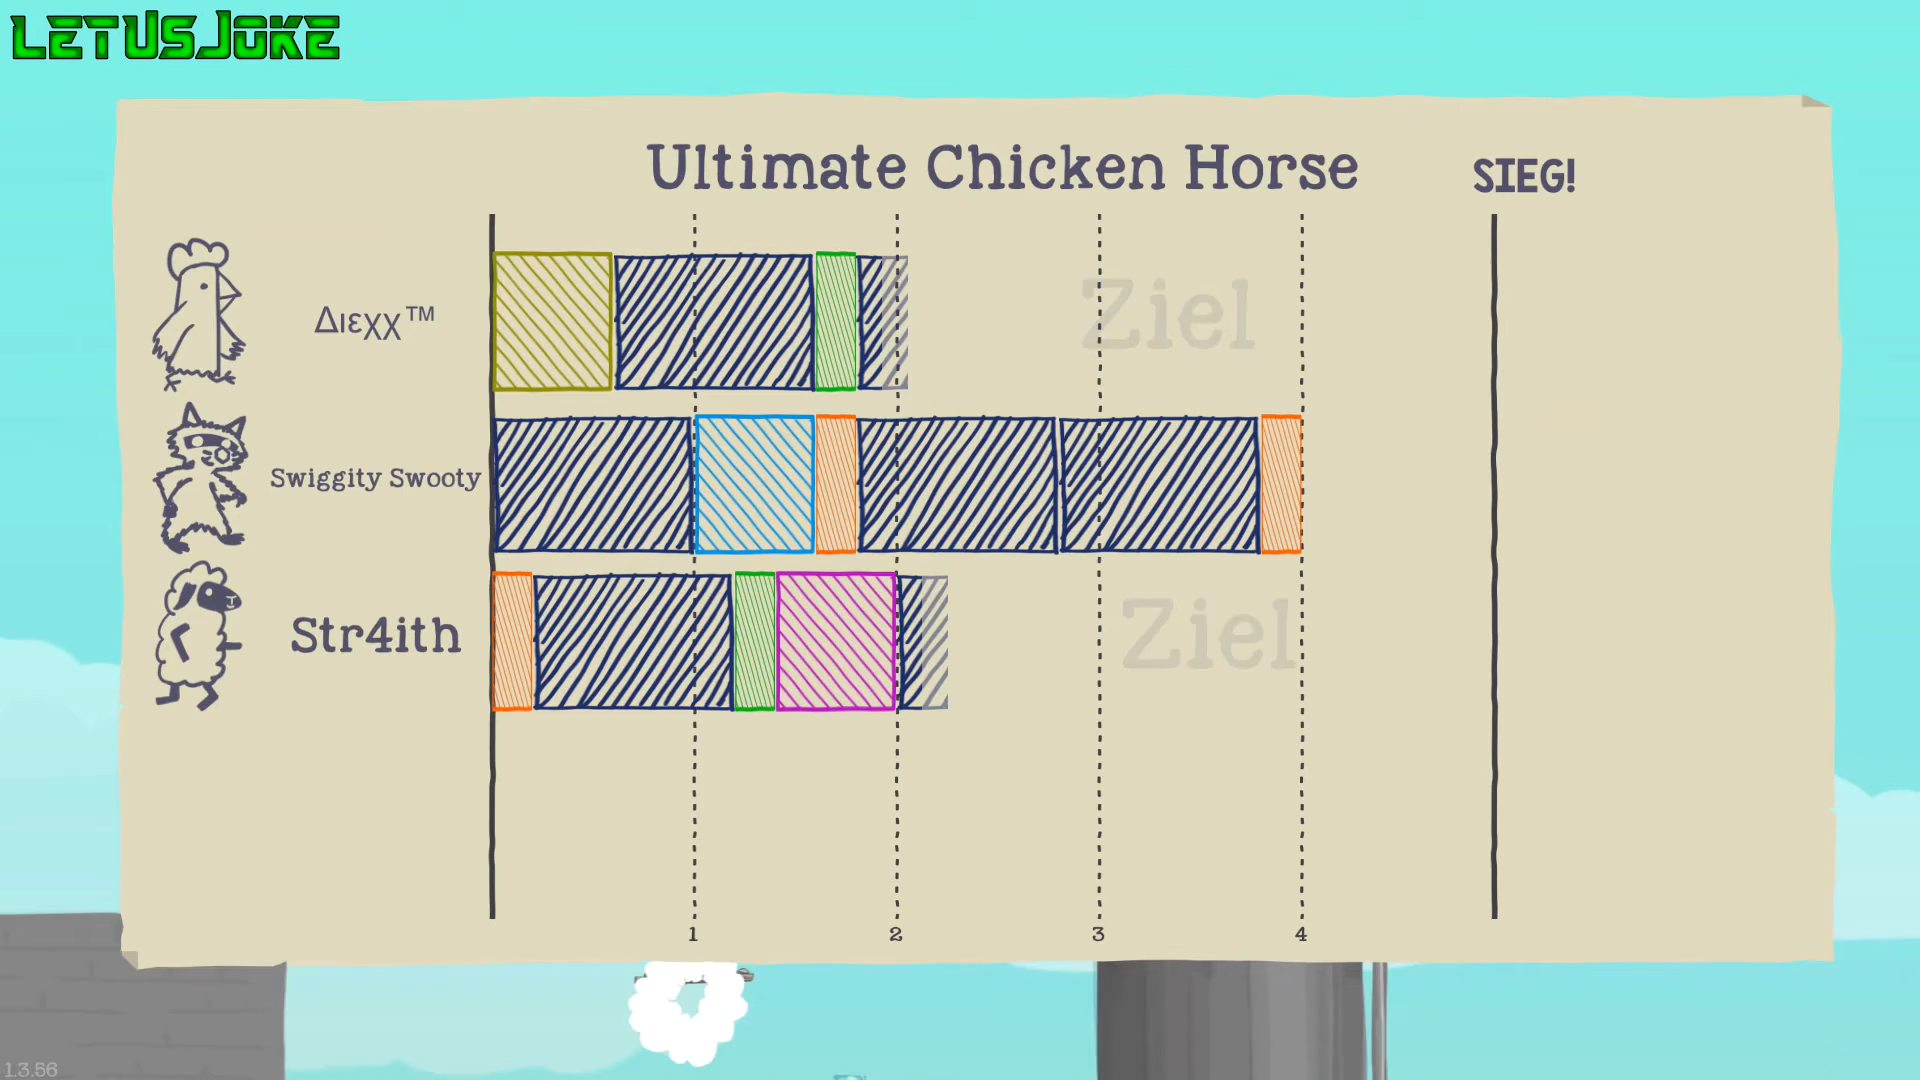 LETUSJOKE
Ultimate Chicken Horse
SIEG!
Διεχχ™
Ziel
Swiggity Swooty
Str4ith
Ziel
1 2 3 4
1.3.56